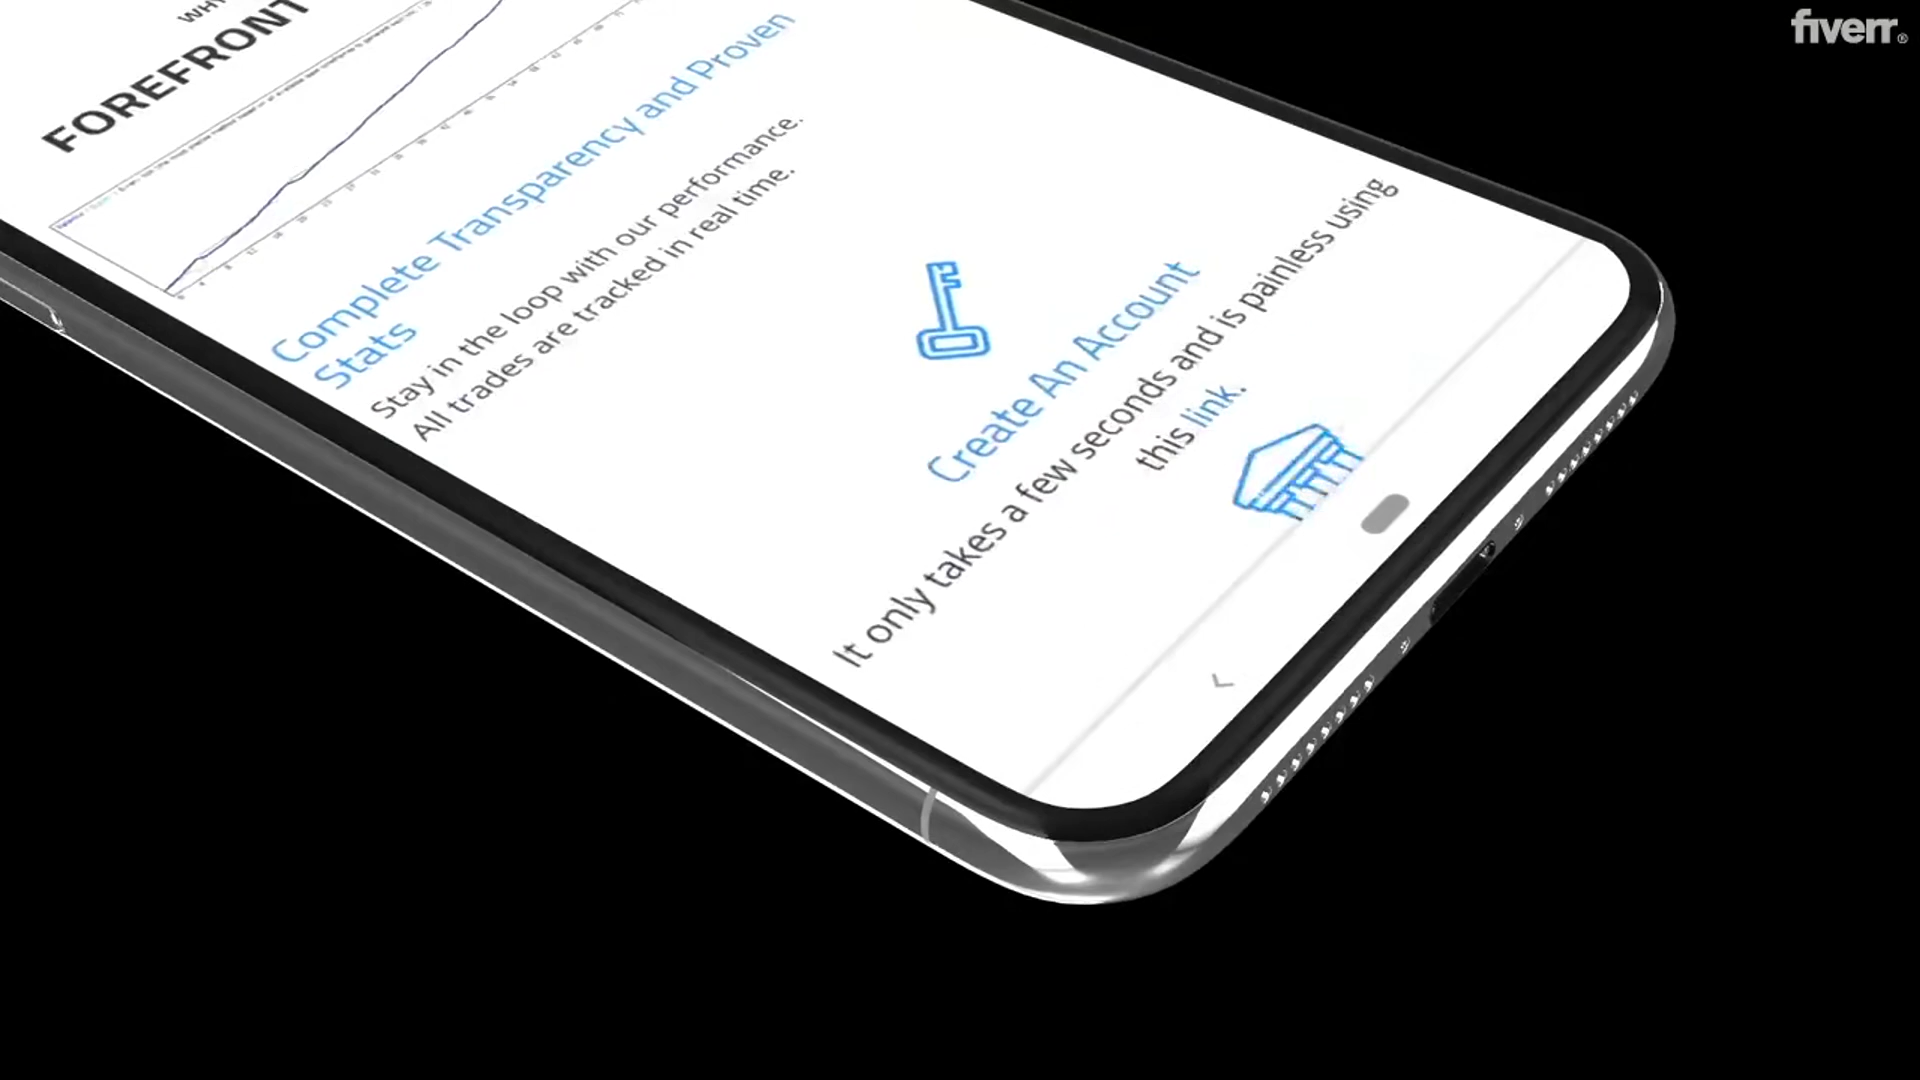 fiverr®
WHY
FOREFRONT
Complete Transparency and Proven
Stats
Stay in the loop with our performance.
All trades are tracked in real time.
Create An Account
It only takes a few seconds and is painless using
this link.